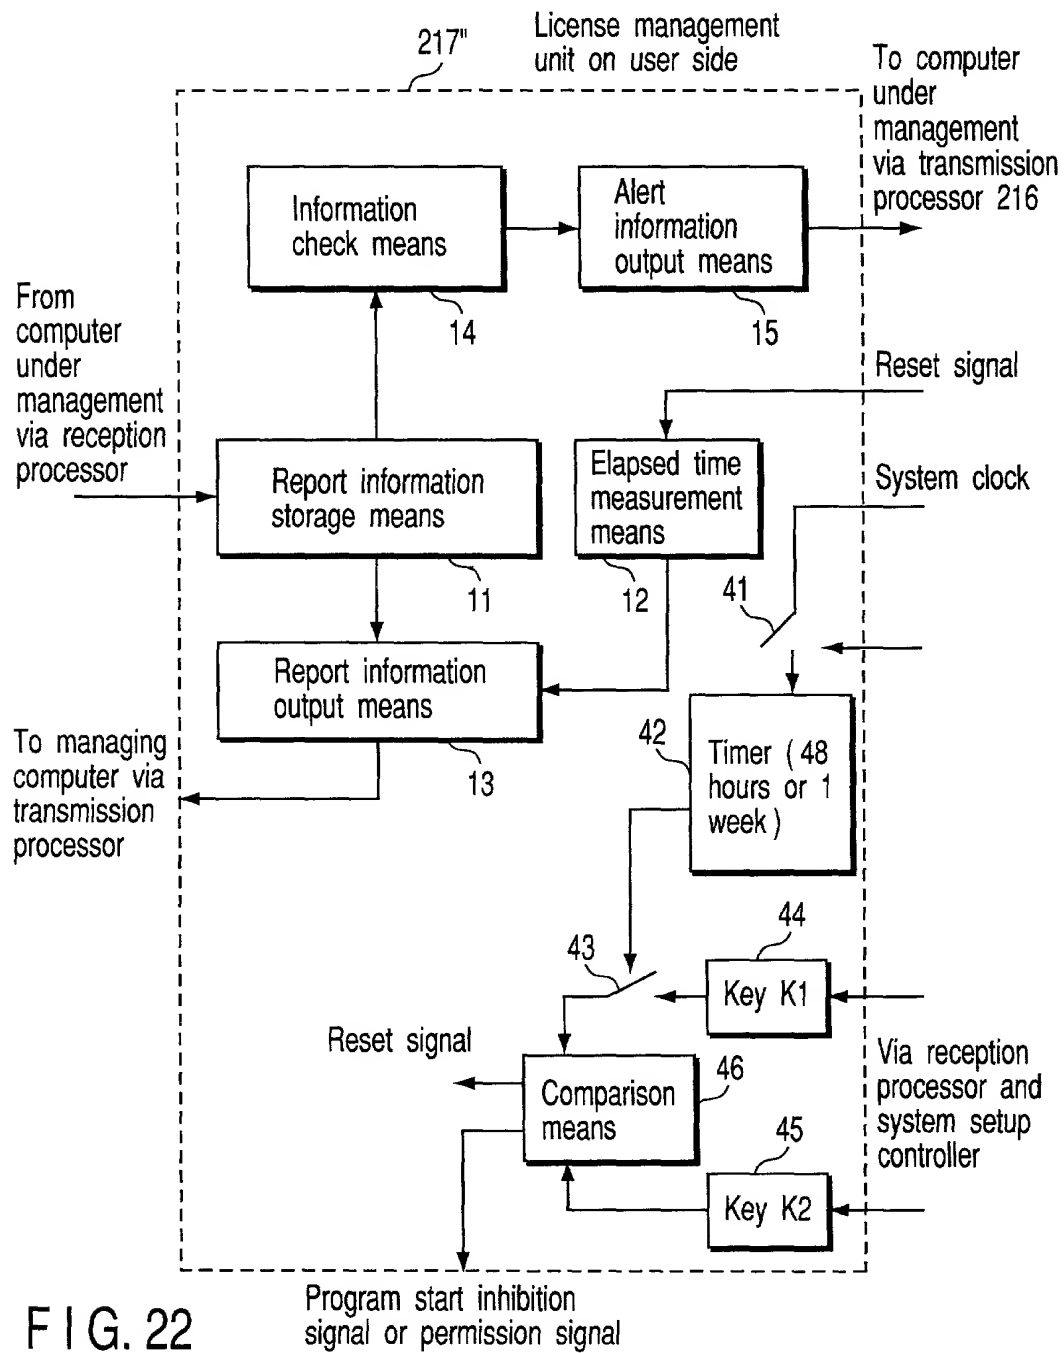 License management
unit on user side
217"
To computer
under
management
via transmission
processor 216
Information
check means
14
Alert
information
output means
15
From
computer
under
management
via reception
processor
Reset signal
Report information
storage means
11
Elapsed time
measurement
means
12
System clock
41
Report information
output means
13
To managing
computer via
transmission
processor
42
Timer ( 48
hours or 1
week )
43
44
Key K1
Reset signal
Comparison
means
46
Via reception
processor and
system setup
controller
45
Key K2
Program start inhibition
signal or permission signal
FIG. 22